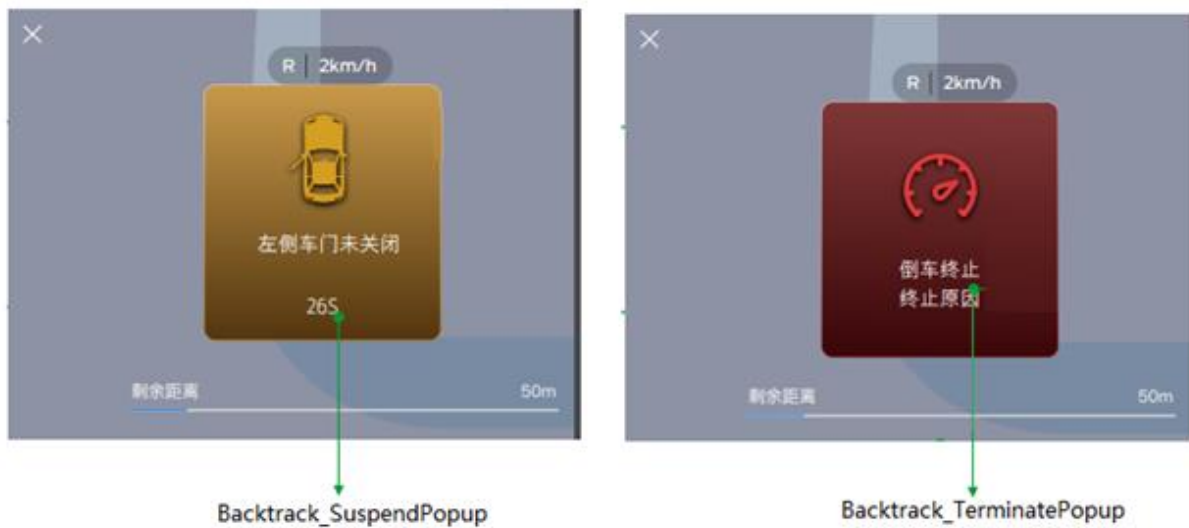 R | 2km/h
左侧车门未关闭
26S
剩余距离 50m
Backtrack_SuspendPopup
R | 2km/h
倒车终止
终止原因
剩余距离 50m
Backtrack_TerminatePopup